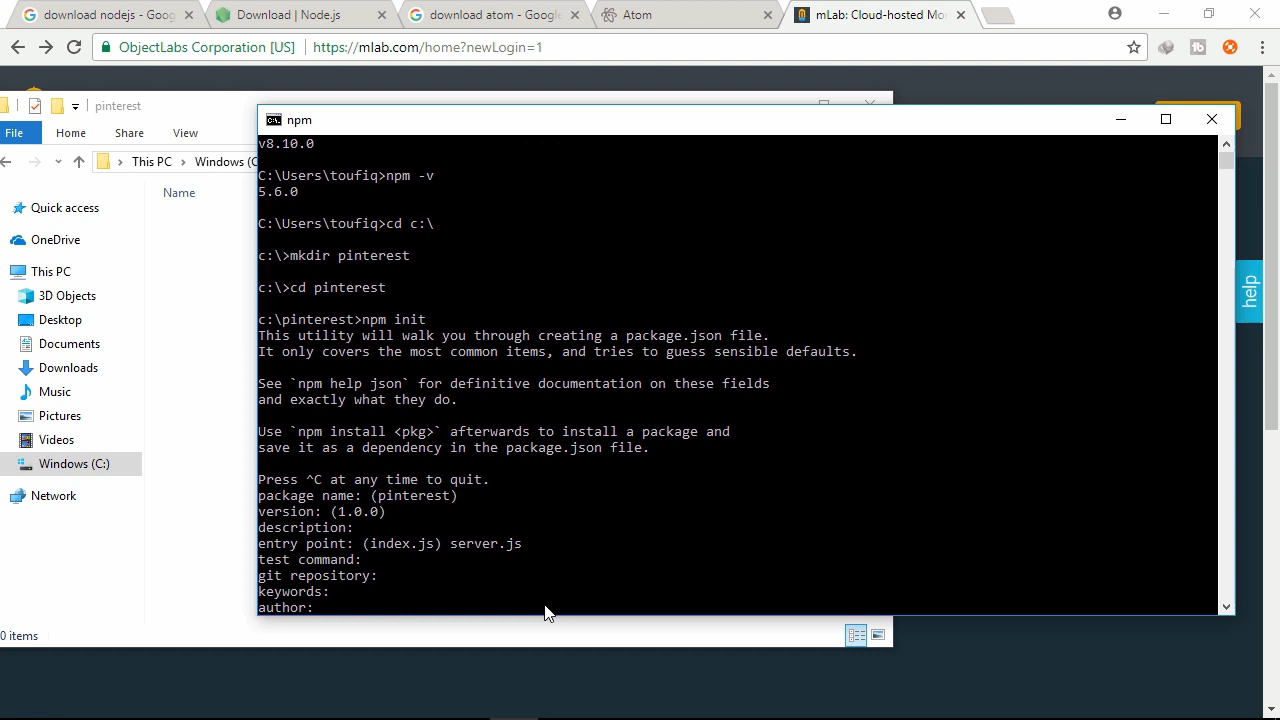 download nodejs - Goog
Download | Node.js
download atom - Google
Atom
mLab: Cloud-hosted Mon
ObjectLabs Corporation [US]
https://mlab.com/home?newLogin=1
pinterest
File
Home
Share
View
This PC
Windows (C
Name
Quick access
OneDrive
This PC
3D Objects
Desktop
Documents
Downloads
Music
Pictures
Videos
Windows (C:)
Network
0 items
npm
v8.10.0
C:\Users\toufiq>npm -v
5.6.0
C:\Users\toufiq>cd c:\
c:\>mkdir pinterest
c:\>cd pinterest
c:\pinterest>npm init
This utility will walk you through creating a package.json file.
It only covers the most common items, and tries to guess sensible defaults.
See `npm help json` for definitive documentation on these fields
and exactly what they do.
Use `npm install <pkg>` afterwards to install a package and
save it as a dependency in the package.json file.
Press ^C at any time to quit.
package name: (pinterest)
version: (1.0.0)
description:
entry point: (index.js) server.js
test command:
git repository:
keywords:
author:
help